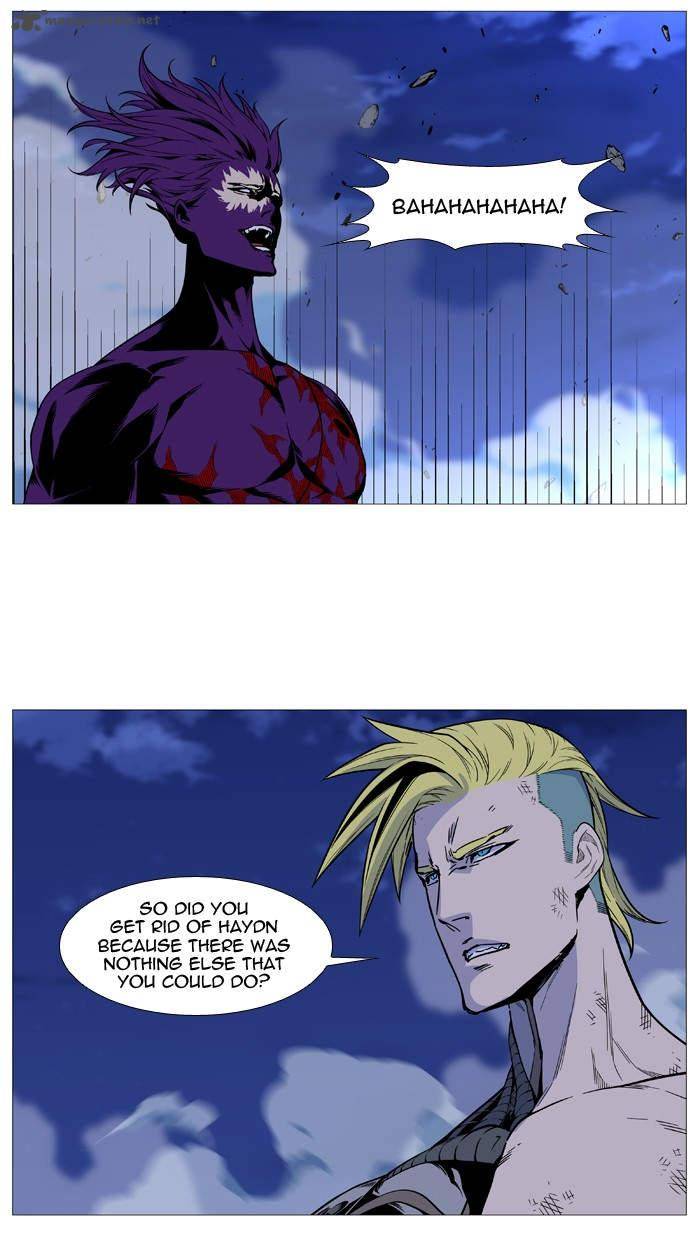 BAHAHAHAHAHA!
SO DID YOU
GET RID OF HAYDN
BECAUSE THERE WAS
NOTHING ELSE THAT
YOU COULD DO?